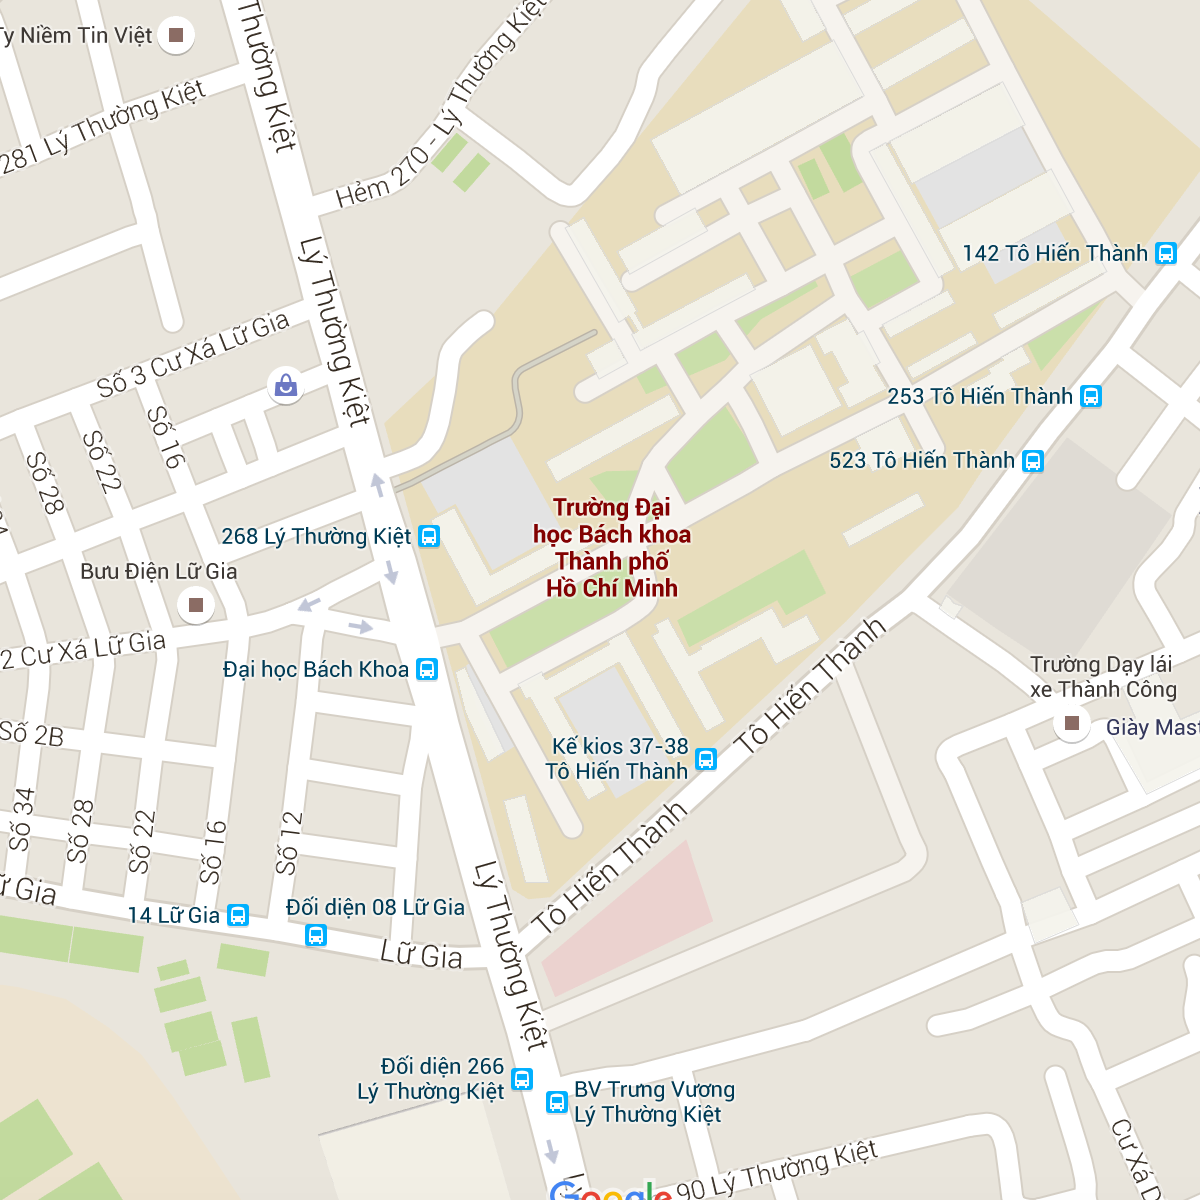 Ty Niềm Tin Việt
Thường Kiệt
Lý Thường Kiệt
281 Lý Thường Kiệt
Hẻm 270 - Lý Thường Kiệt
142 Tô Hiến Thành
Số 3 Cư Xá Lữ Gia
253 Tô Hiến Thành
Số 16
Số 22
Số 28
523 Tô Hiến Thành
268 Lý Thường Kiệt
Trường Đại
học Bách khoa
Thành phố
Hồ Chí Minh
Bưu Điện Lữ Gia
2 Cư Xá Lữ Gia
Đại học Bách Khoa
Trường Dạy lái
xe Thành Công
Giày Mast
Tô Hiến Thành
Số 2B
Kế kios 37-38
Tô Hiến Thành
Số 34
Số 28
Số 22
Số 16
Số 12
Tô Hiến Thành
Lữ Gia
14 Lữ Gia
Đối diện 08 Lữ Gia
Lữ Gia
Lý Thường Kiệt
Đối diện 266
Lý Thường Kiệt
BV Trưng Vương
Lý Thường Kiệt
Cư Xá
90 Lý Thường Kiệt
Google